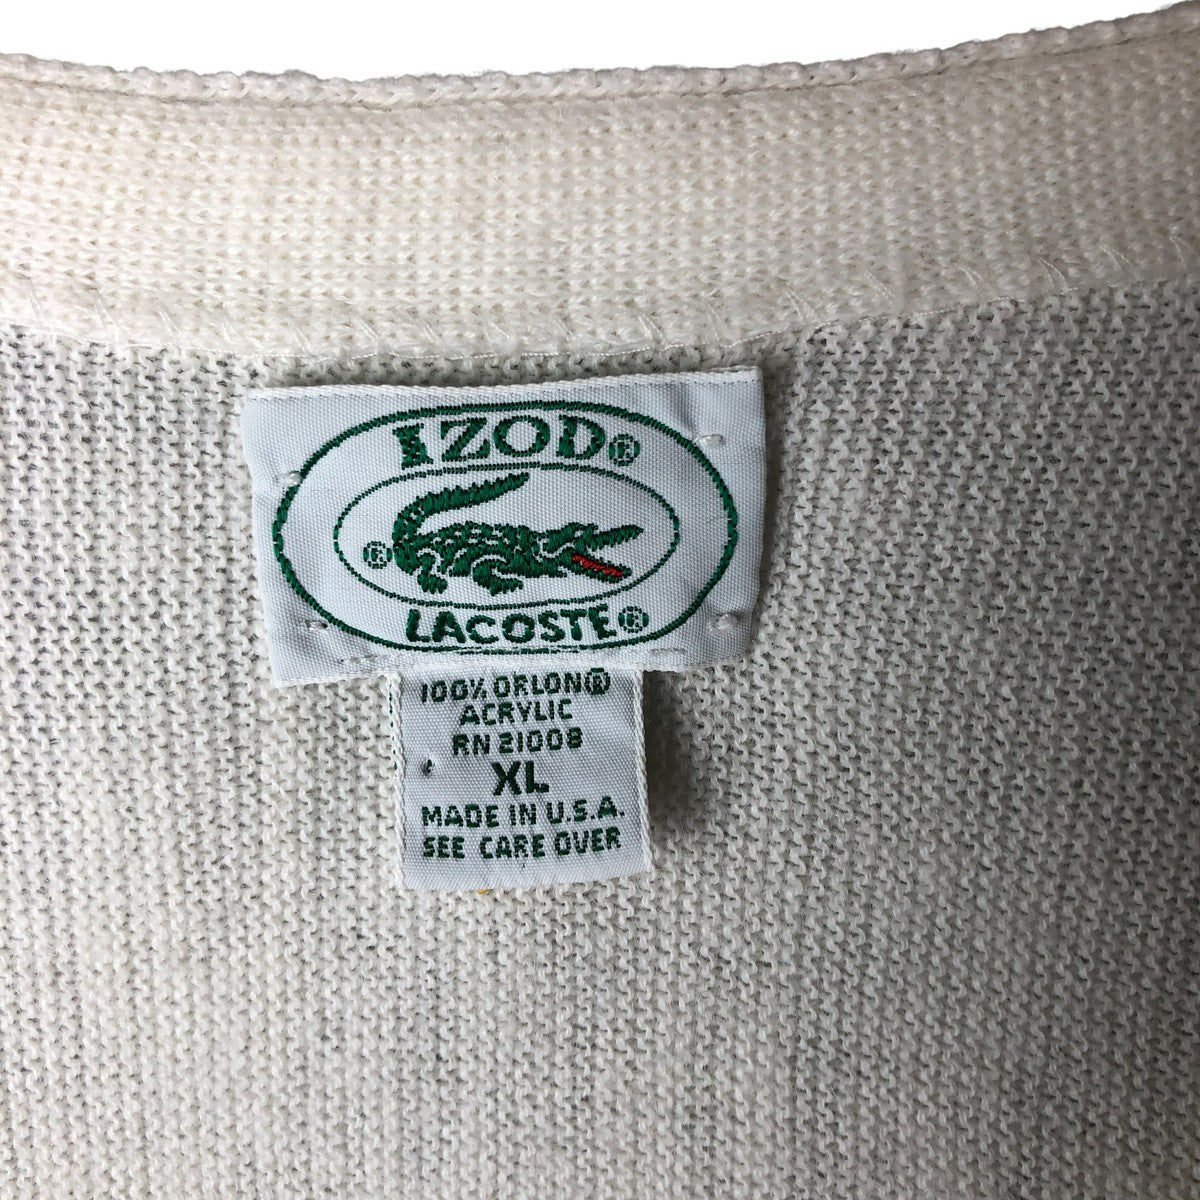 IZOD®
®
LACOSTE®
100% ORLON®
ACRYLIC
RN 21008
XL
MADE IN U.S.A.
SEE CARE OVER